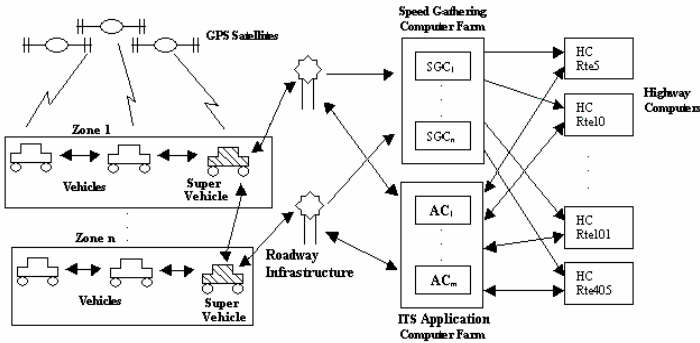 GPS Satellites
Speed Gathering
Computer Farm
SGC1
SGCn
HC
Rte5
HC
Rte10
Highway
Computers
Zone 1
Vehicles
Super
Vehicle
Zone n
Vehicles
Super
Vehicle
Roadway
Infrastructure
AC1
ACm
ITS Application
Computer Farm
HC
Rte101
HC
Rte405